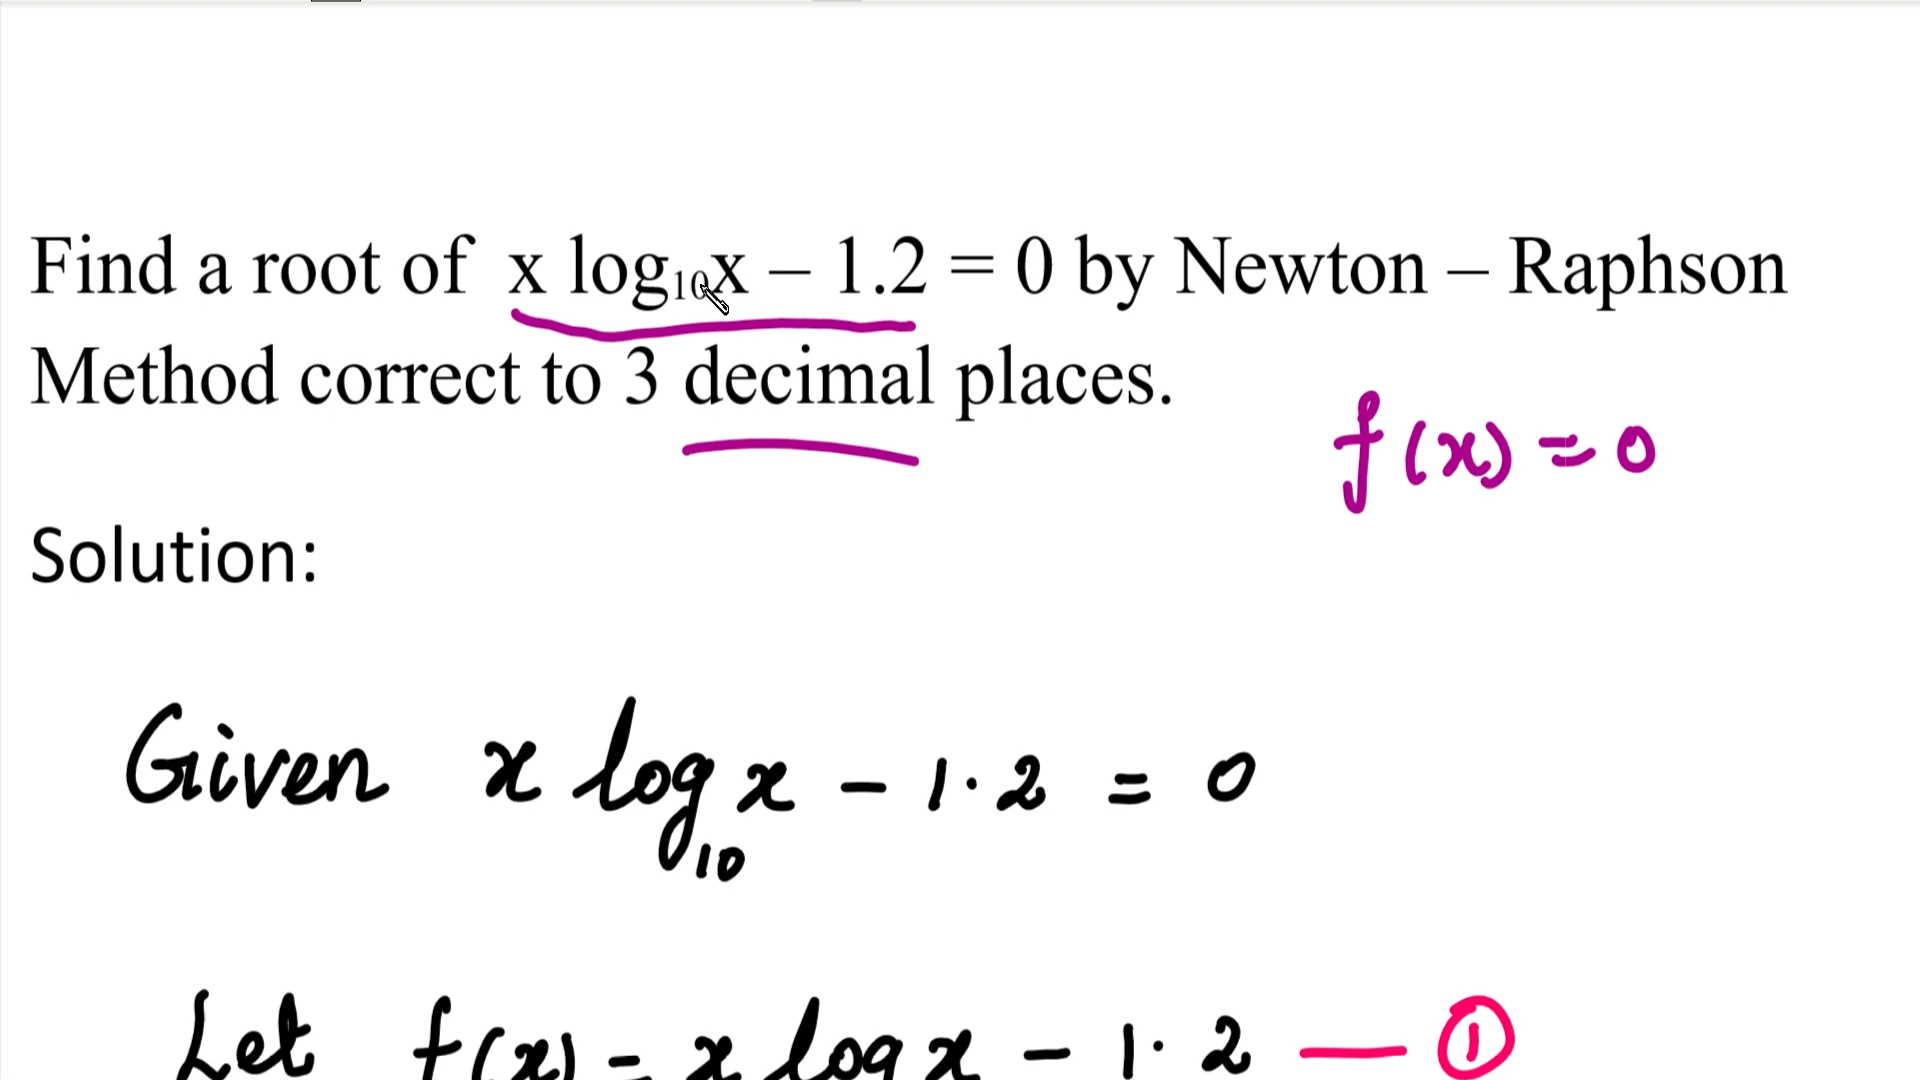 Find a root of x log₁₀x – 1.2 = 0 by Newton – Raphson
Method correct to 3 decimal places.
f(x) = 0
Solution:
Given x log₁₀ x - 1.2 = 0
Let f(x) = x log x - 1.2 — ①